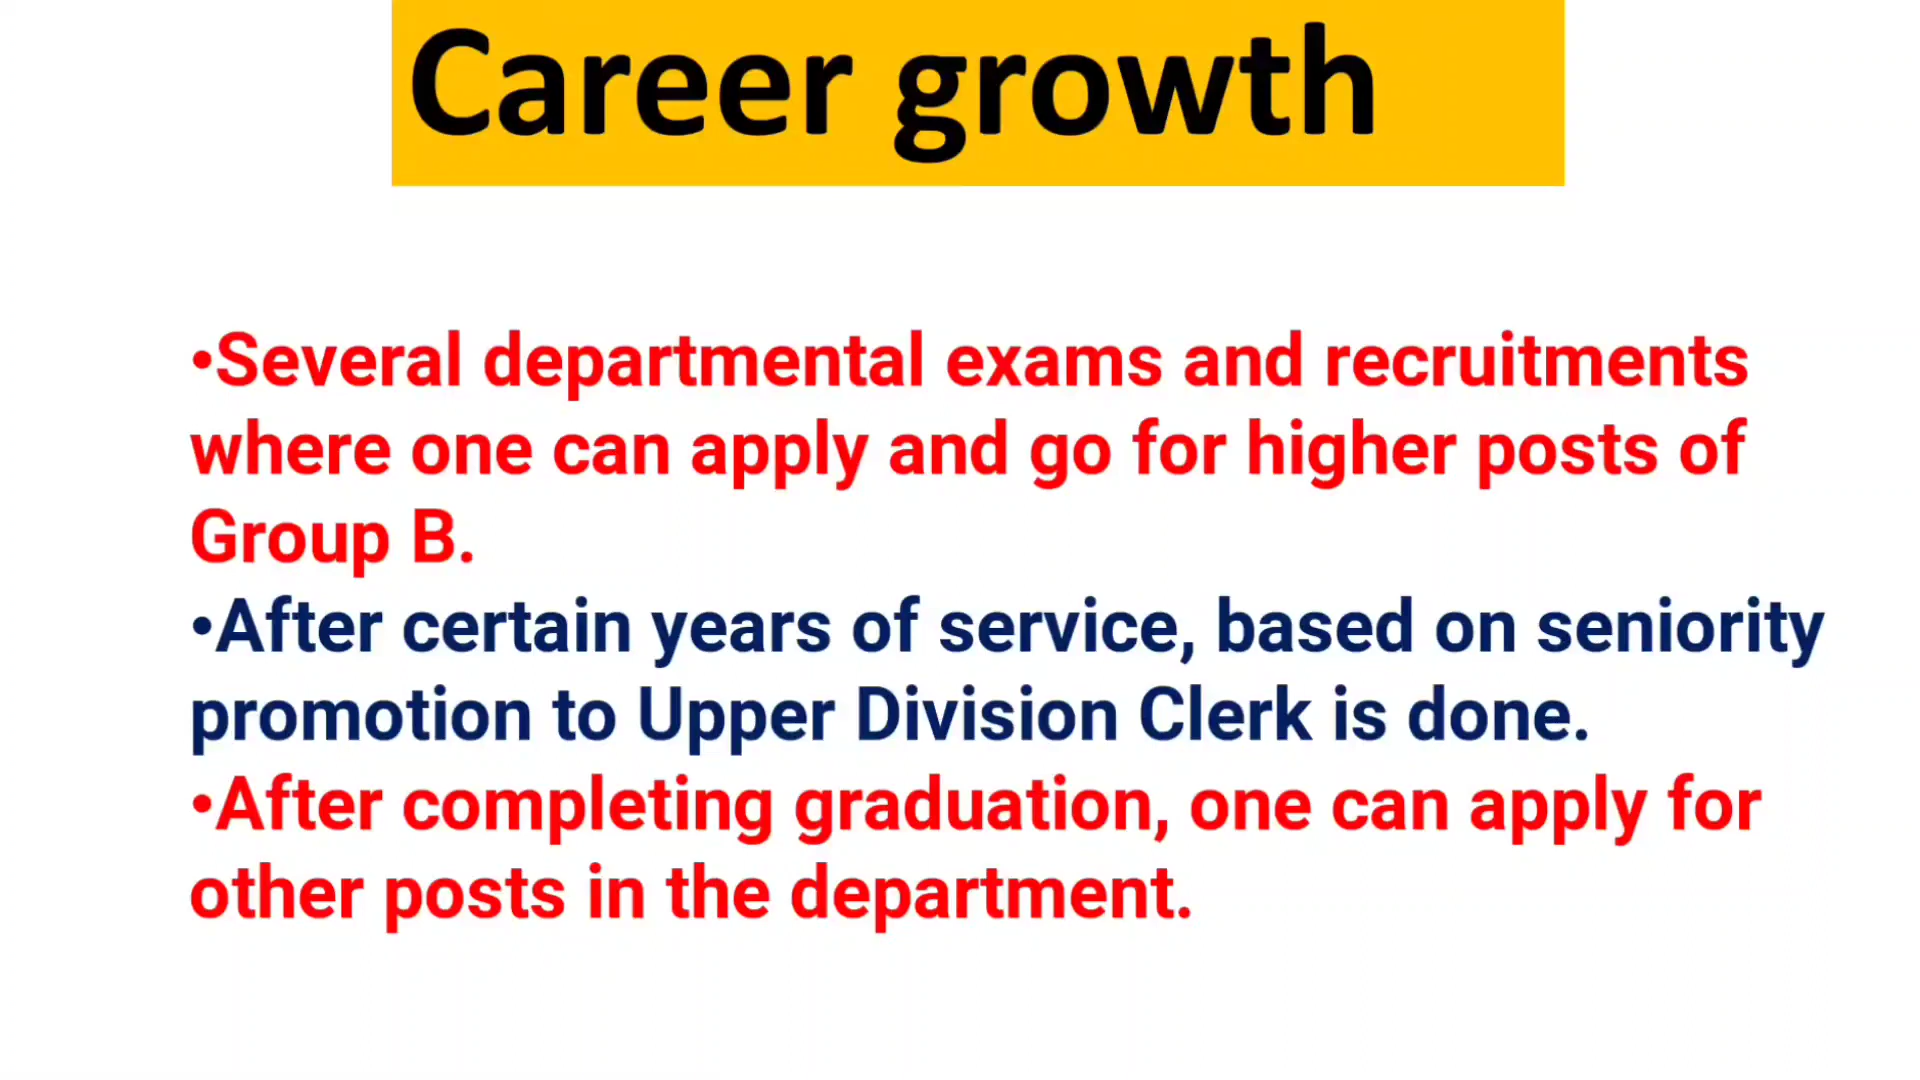 Career growth
•Several departmental exams and recruitments
where one can apply and go for higher posts of
Group B.
•After certain years of service, based on seniority
promotion to Upper Division Clerk is done.
•After completing graduation, one can apply for
other posts in the department.